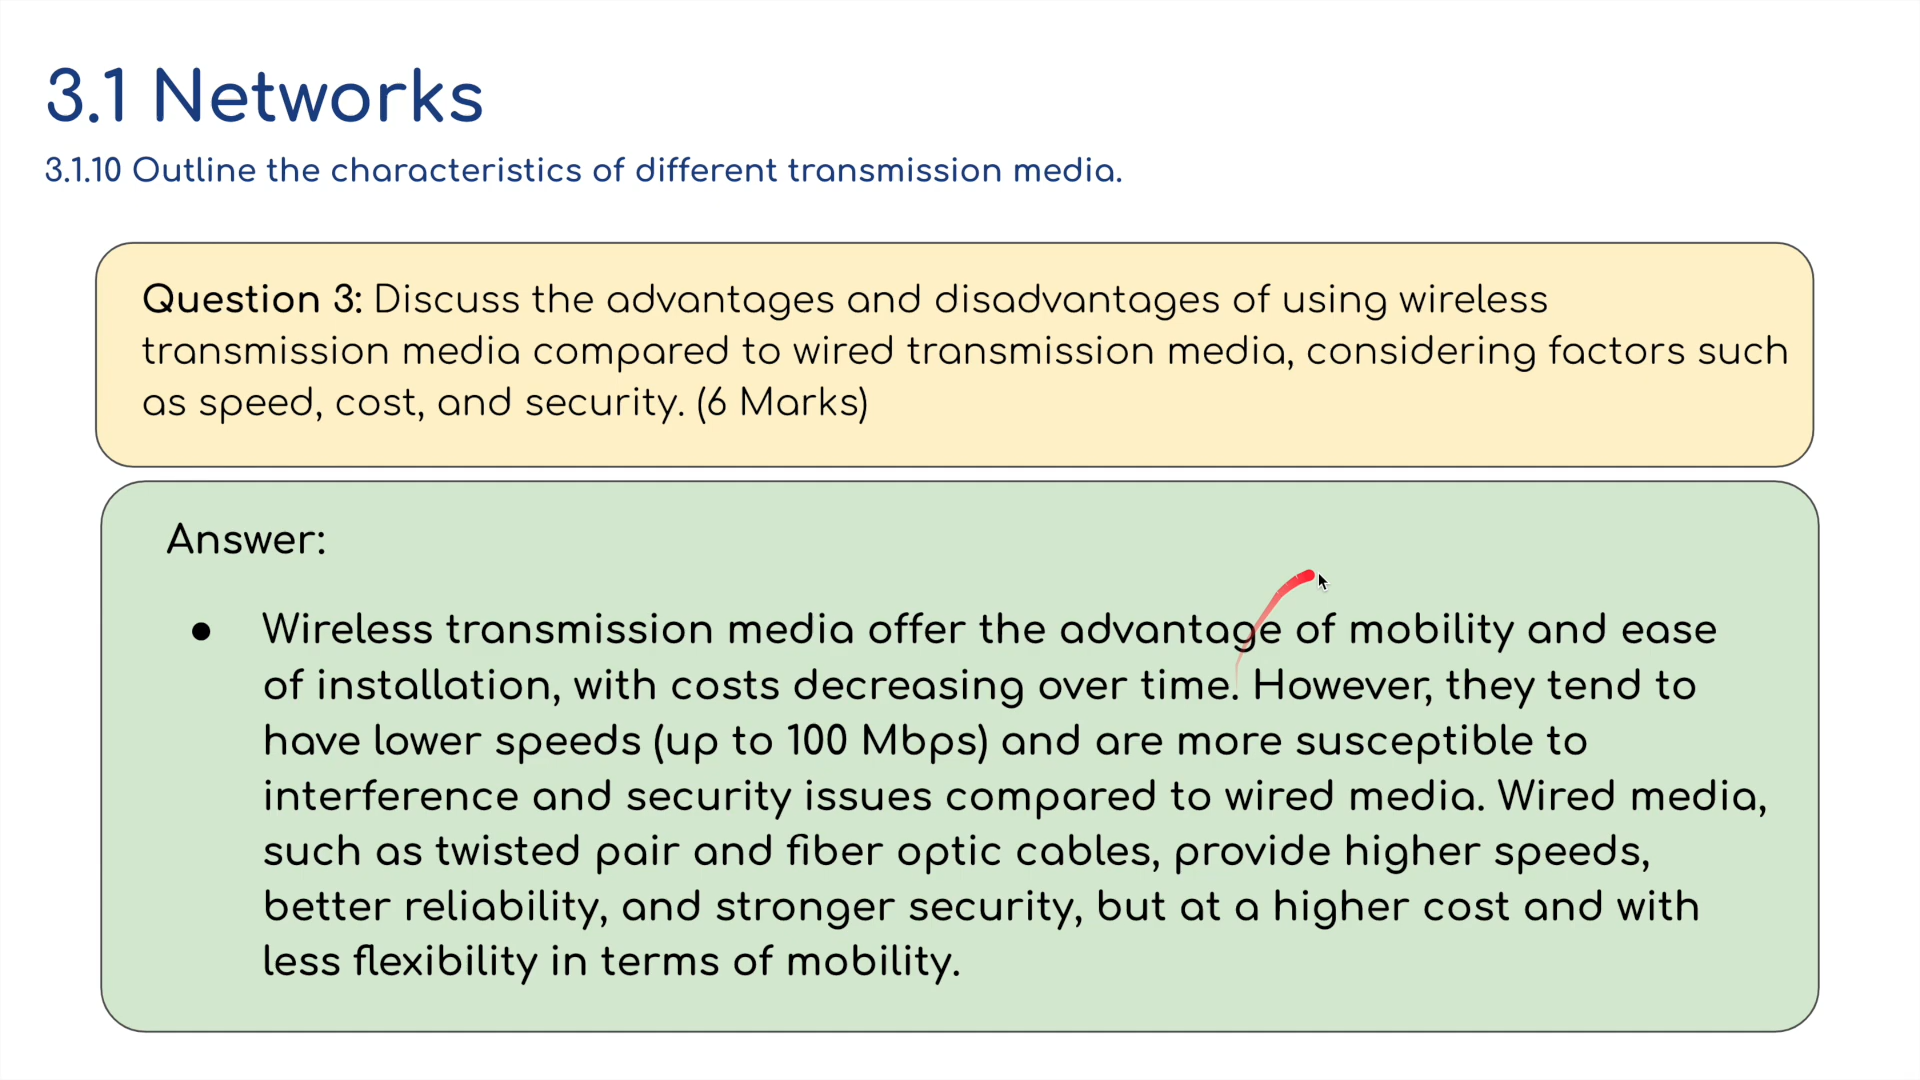 3.1 Networks
3.1.10 Outline the characteristics of different transmission media.
Question 3: Discuss the advantages and disadvantages of using wireless
transmission media compared to wired transmission media, considering factors such
as speed, cost, and security. (6 Marks)
Answer:
● Wireless transmission media offer the advantage of mobility and ease
of installation, with costs decreasing over time. However, they tend to
have lower speeds (up to 100 Mbps) and are more susceptible to
interference and security issues compared to wired media. Wired media,
such as twisted pair and fiber optic cables, provide higher speeds,
better reliability, and stronger security, but at a higher cost and with
less flexibility in terms of mobility.